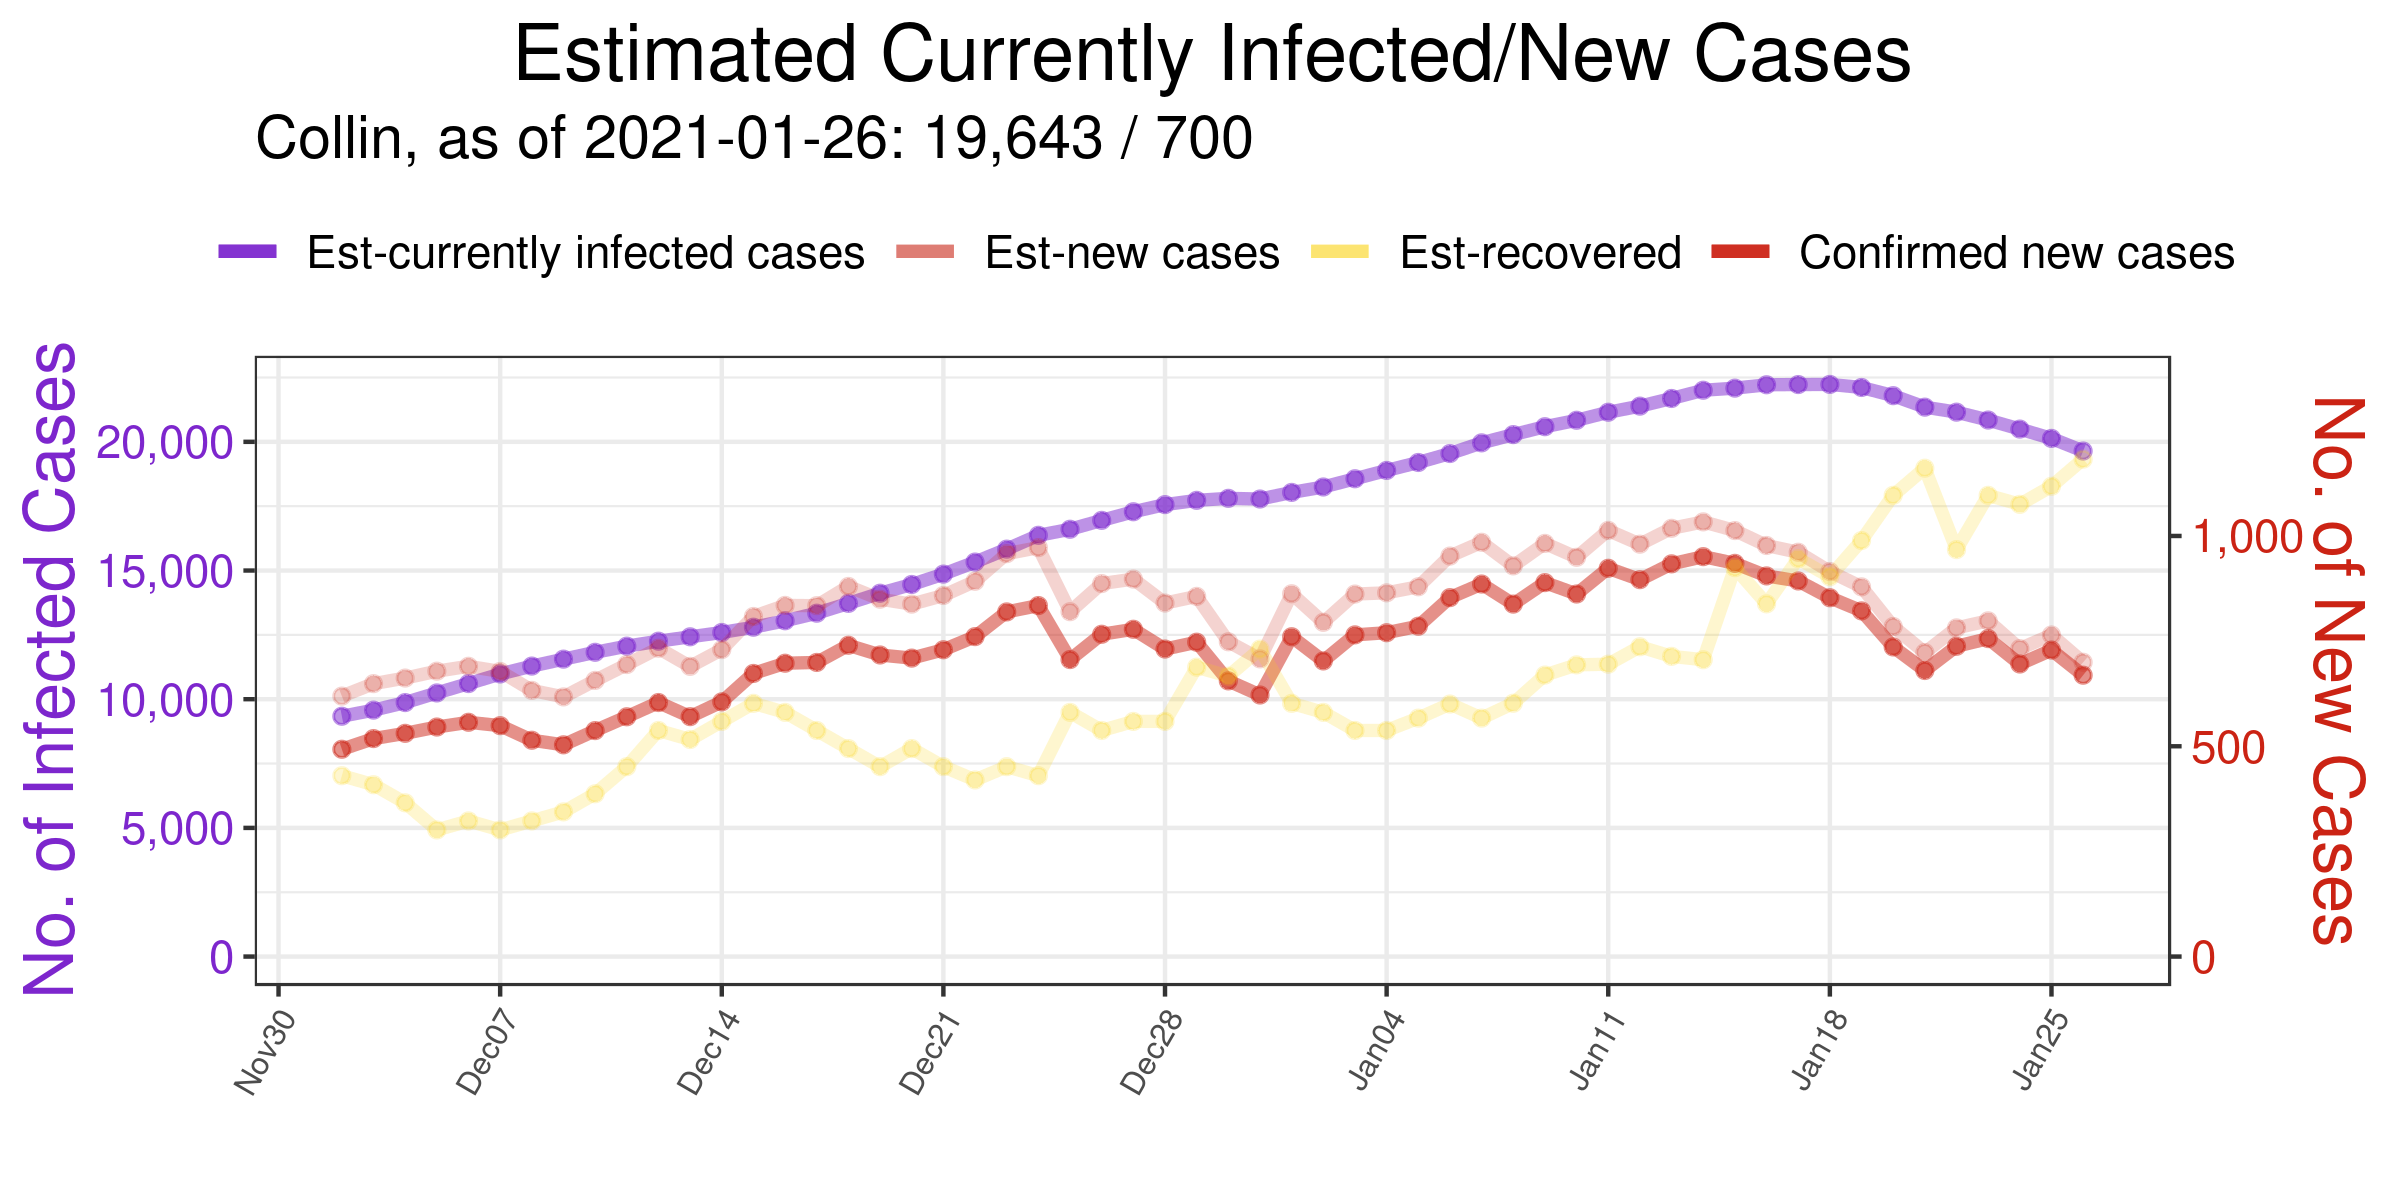 Estimated Currently Infected/New Cases
Collin, as of 2021-01-26: 19,643 / 700
Est-currently infected cases Est-new cases Est-recovered Confirmed new cases
No. of Infected Cases
20,000
15,000
10,000
5,000
0
1,000
500
0
No. of New Cases
Nov30 Dec07 Dec14 Dec21 Dec28 Jan04 Jan11 Jan18 Jan25